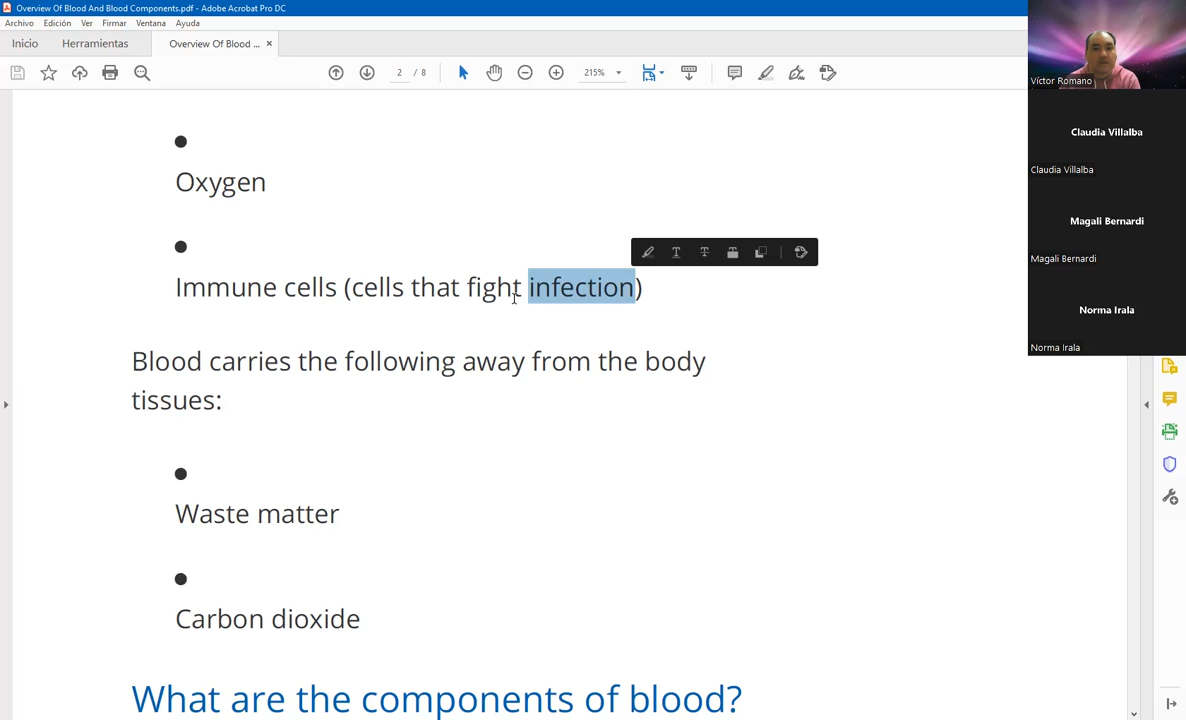 Overview Of Blood And Blood Components.pdf - Adobe Acrobat Pro DC
Archivo Edición Ver Firmar Ventana Ayuda
Inicio Herramientas Overview Of Blood ... ×
2 / 8 215%
Oxygen
Immune cells (cells that fight infection)
Blood carries the following away from the body
tissues:
Waste matter
Carbon dioxide
What are the components of blood?
Víctor Romano
Claudia Villalba
Claudia Villalba
Magali Bernardi
Magali Bernardi
Norma Irala
Norma Irala